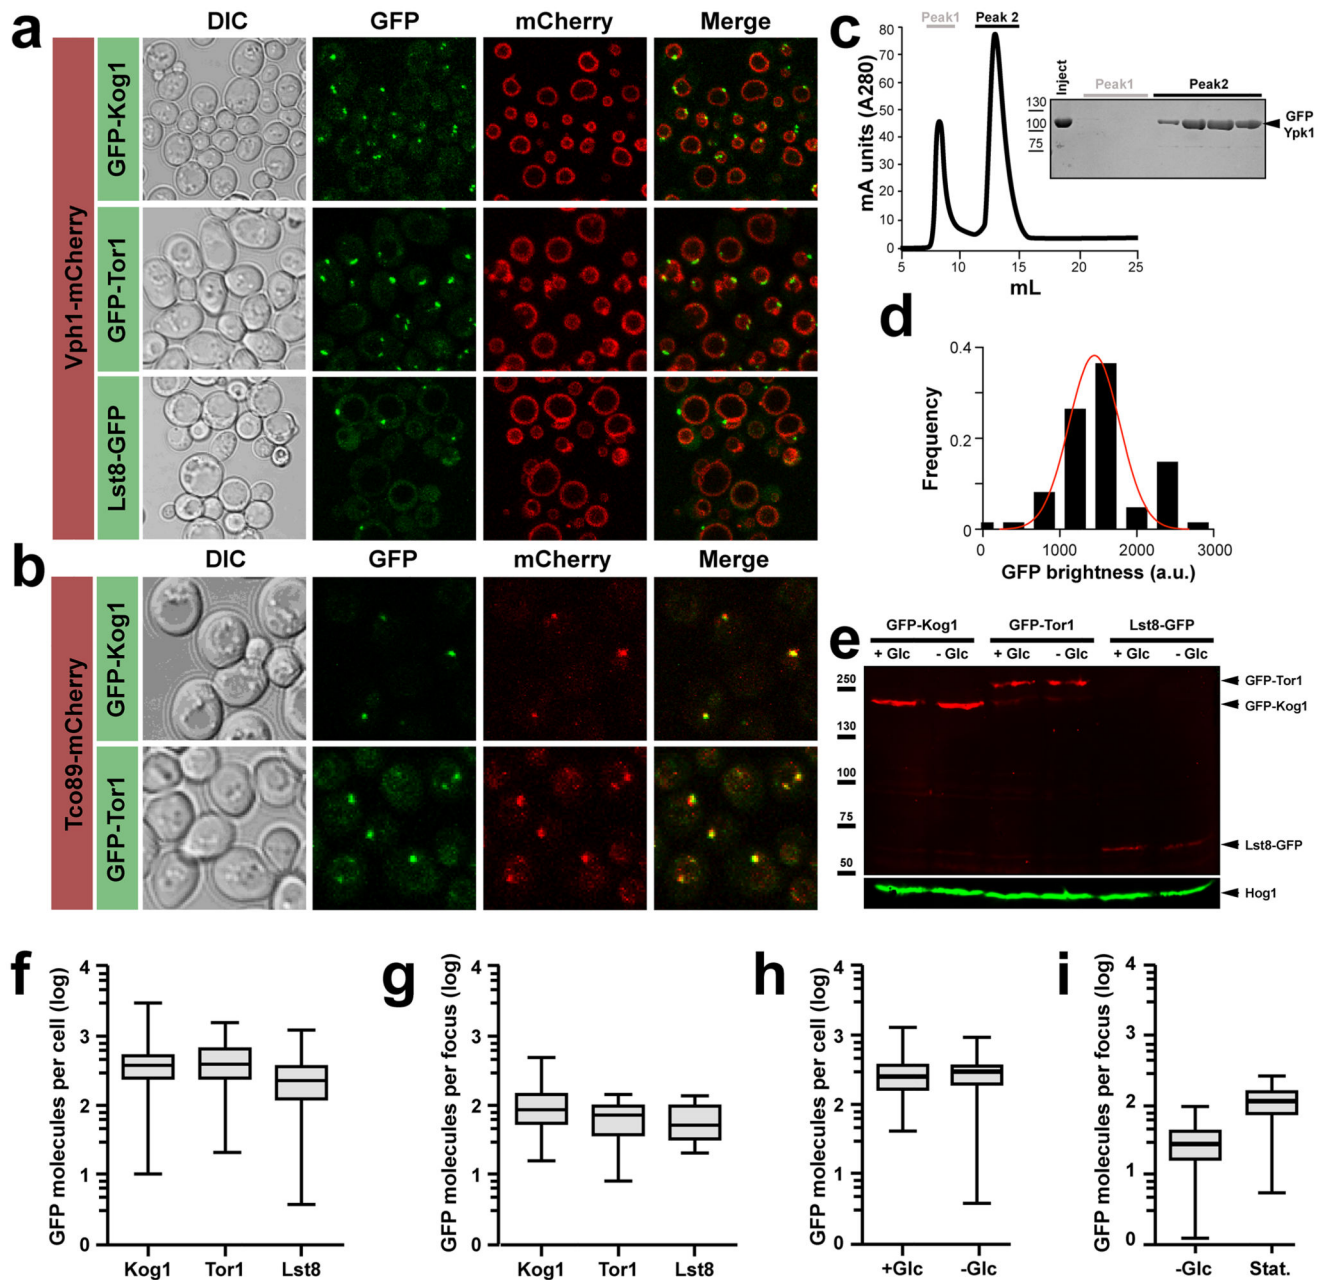 a
DIC GFP mCherry Merge
Vph1-mCherry
GFP-Kog1
GFP-Tor1
Lst8-GFP
b
DIC GFP mCherry Merge
Tco89-mCherry
GFP-Kog1
GFP-Tor1
c
Peak1 Peak 2
mA units (A280)
80
70
60
50
40
30
20
10
0
5 10 15 20 25
mL
Inject Peak1 Peak2
130
100
75
GFP
Ypk1
d
Frequency
0.4
0.2
0
0 1000 2000 3000
GFP brightness (a.u.)
e
GFP-Kog1 GFP-Tor1 Lst8-GFP
+ Glc - Glc + Glc - Glc + Glc - Glc
250
130
100
75
50
GFP-Tor1
GFP-Kog1
Lst8-GFP
Hog1
f
GFP molecules per cell (log)
4
3
2
1
0
Kog1 Tor1 Lst8
g
GFP molecules per focus (log)
4
3
2
1
0
Kog1 Tor1 Lst8
h
GFP molecules per cell (log)
4
3
2
1
0
+Glc -Glc
i
GFP molecules per focus (log)
4
3
2
1
0
-Glc Stat.